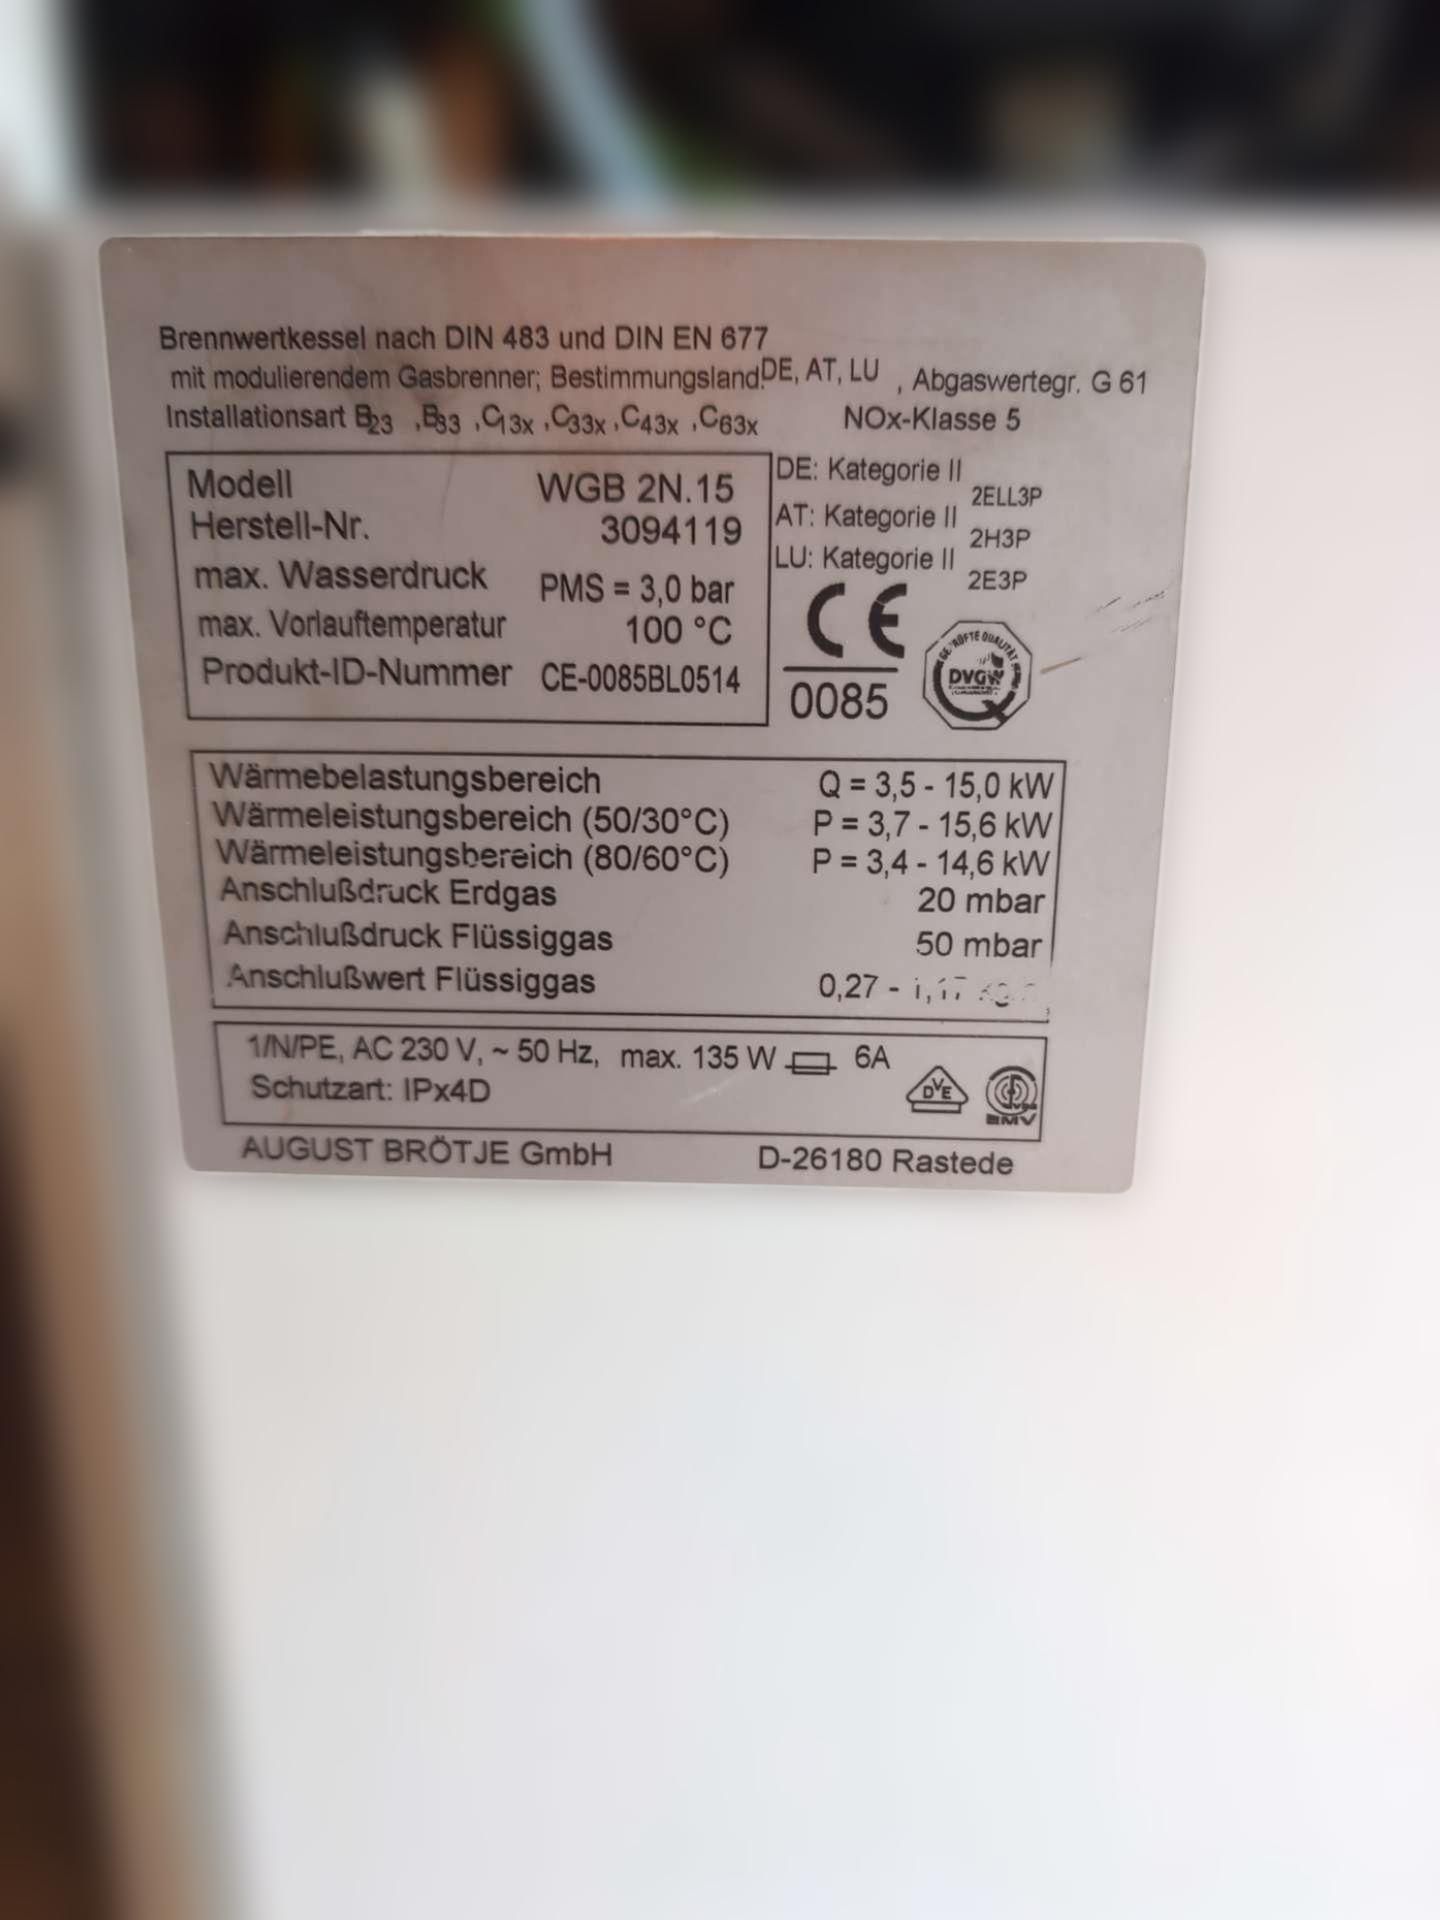 Brennwertkessel nach DIN 483 und DIN EN 677
mit modulierendem Gasbrenner; Bestimmungsland: DE, AT, LU , Abgaswertegr. G 61
Installationsart B23 ,B33 ,C13x ,C33x ,C43x ,C63x NOx-Klasse 5
Modell WGB 2N.15
Herstell-Nr. 3094119
max. Wasserdruck PMS = 3,0 bar
max. Vorlauftemperatur 100 °C
Produkt-ID-Nummer CE-0085BL0514
DE: Kategorie II 2ELL3P
AT: Kategorie II 2H3P
LU: Kategorie II 2E3P
CE
0085
GEPRÜFTE QUALITÄT
DVGW
Wärmebelastungsbereich Q = 3,5 - 15,0 kW
Wärmeleistungsbereich (50/30°C) P = 3,7 - 15,6 kW
Wärmeleistungsbereich (80/60°C) P = 3,4 - 14,6 kW
Anschlußdruck Erdgas 20 mbar
Anschlußdruck Flüssiggas 50 mbar
Anschlußwert Flüssiggas 0,27 -
1/N/PE, AC 230 V, ~ 50 Hz, max. 135 W 6A
Schutzart: IPx4D
DVE
EMV
AUGUST BRÖTJE GmbH D-26180 Rastede